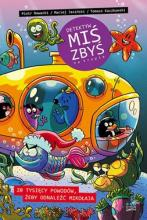 Piotr Nowacki / Maciej Jasiński / Tomasz Kaczkowski
DETEKTYW
MIŚ
ZBYŚ
NA TROPIE
20 TYSIĘCY POWODÓW,
ŻEBY ODNALEŹĆ MIKOŁAJA